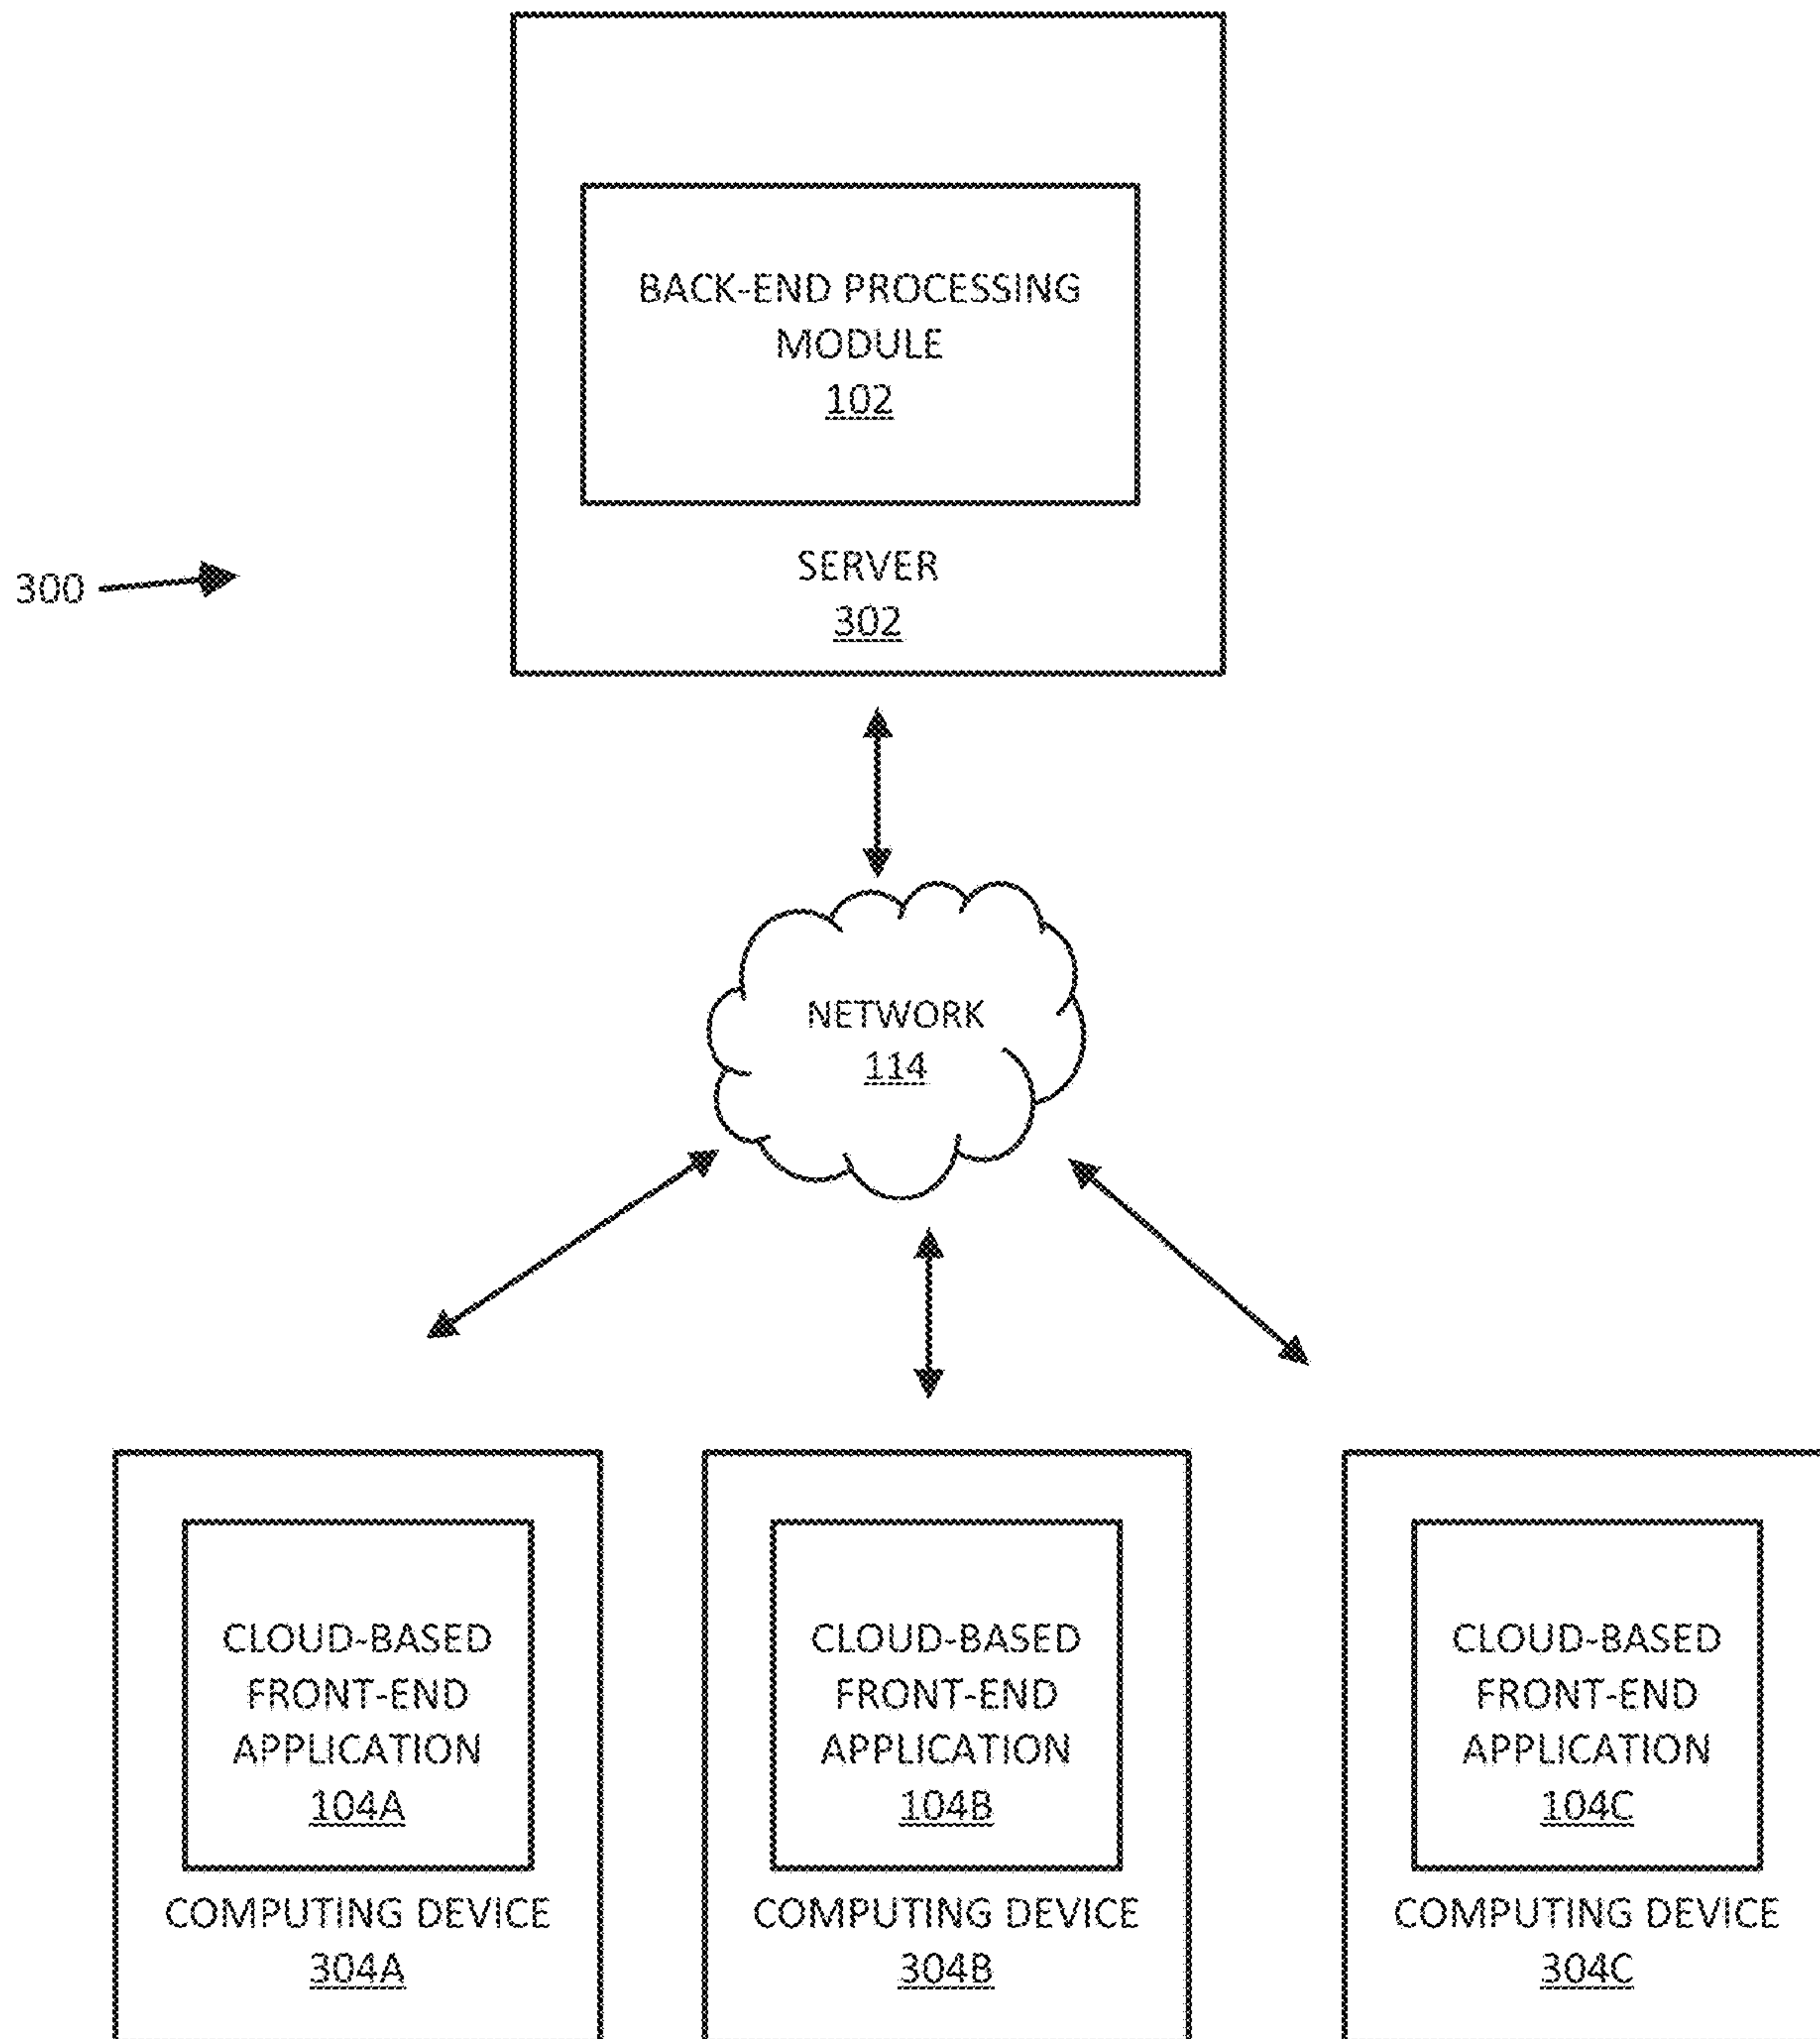 BACK-END PROCESSING
MODULE
102
SERVER
302
300
NETWORK
114
CLOUD-BASED
FRONT-END
APPLICATION
104A
COMPUTING DEVICE
304A
CLOUD-BASED
FRONT-END
APPLICATION
104B
COMPUTING DEVICE
304B
CLOUD-BASED
FRONT-END
APPLICATION
104C
COMPUTING DEVICE
304C